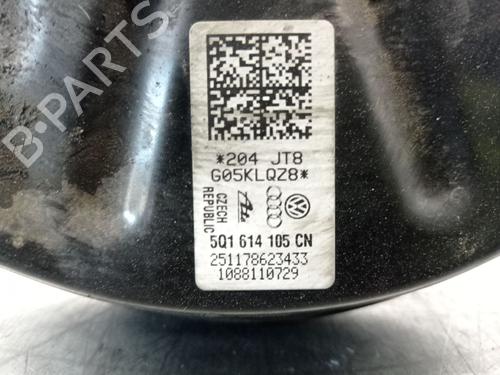 *204 JT8
G05KLQZ8*
CZECH
REPUBLIC
5Q1 614 105 CN
251178623433
1088110729
B-PARTS